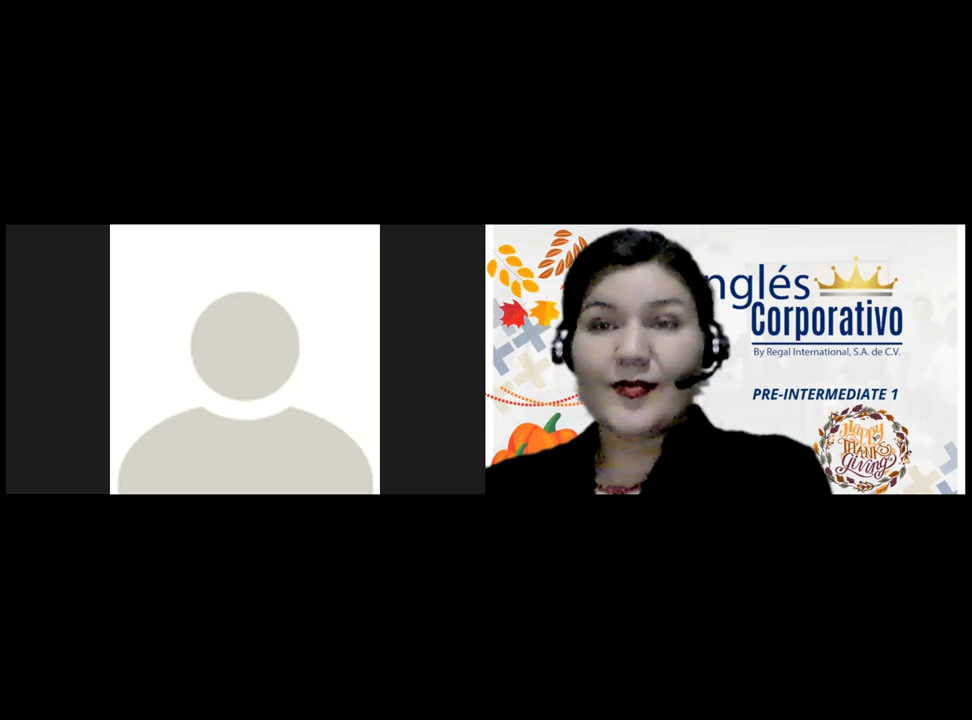 nglés
Corporativo
By Regal International, S.A. de C.V.
PRE-INTERMEDIATE 1
Happy
THANKS
giving